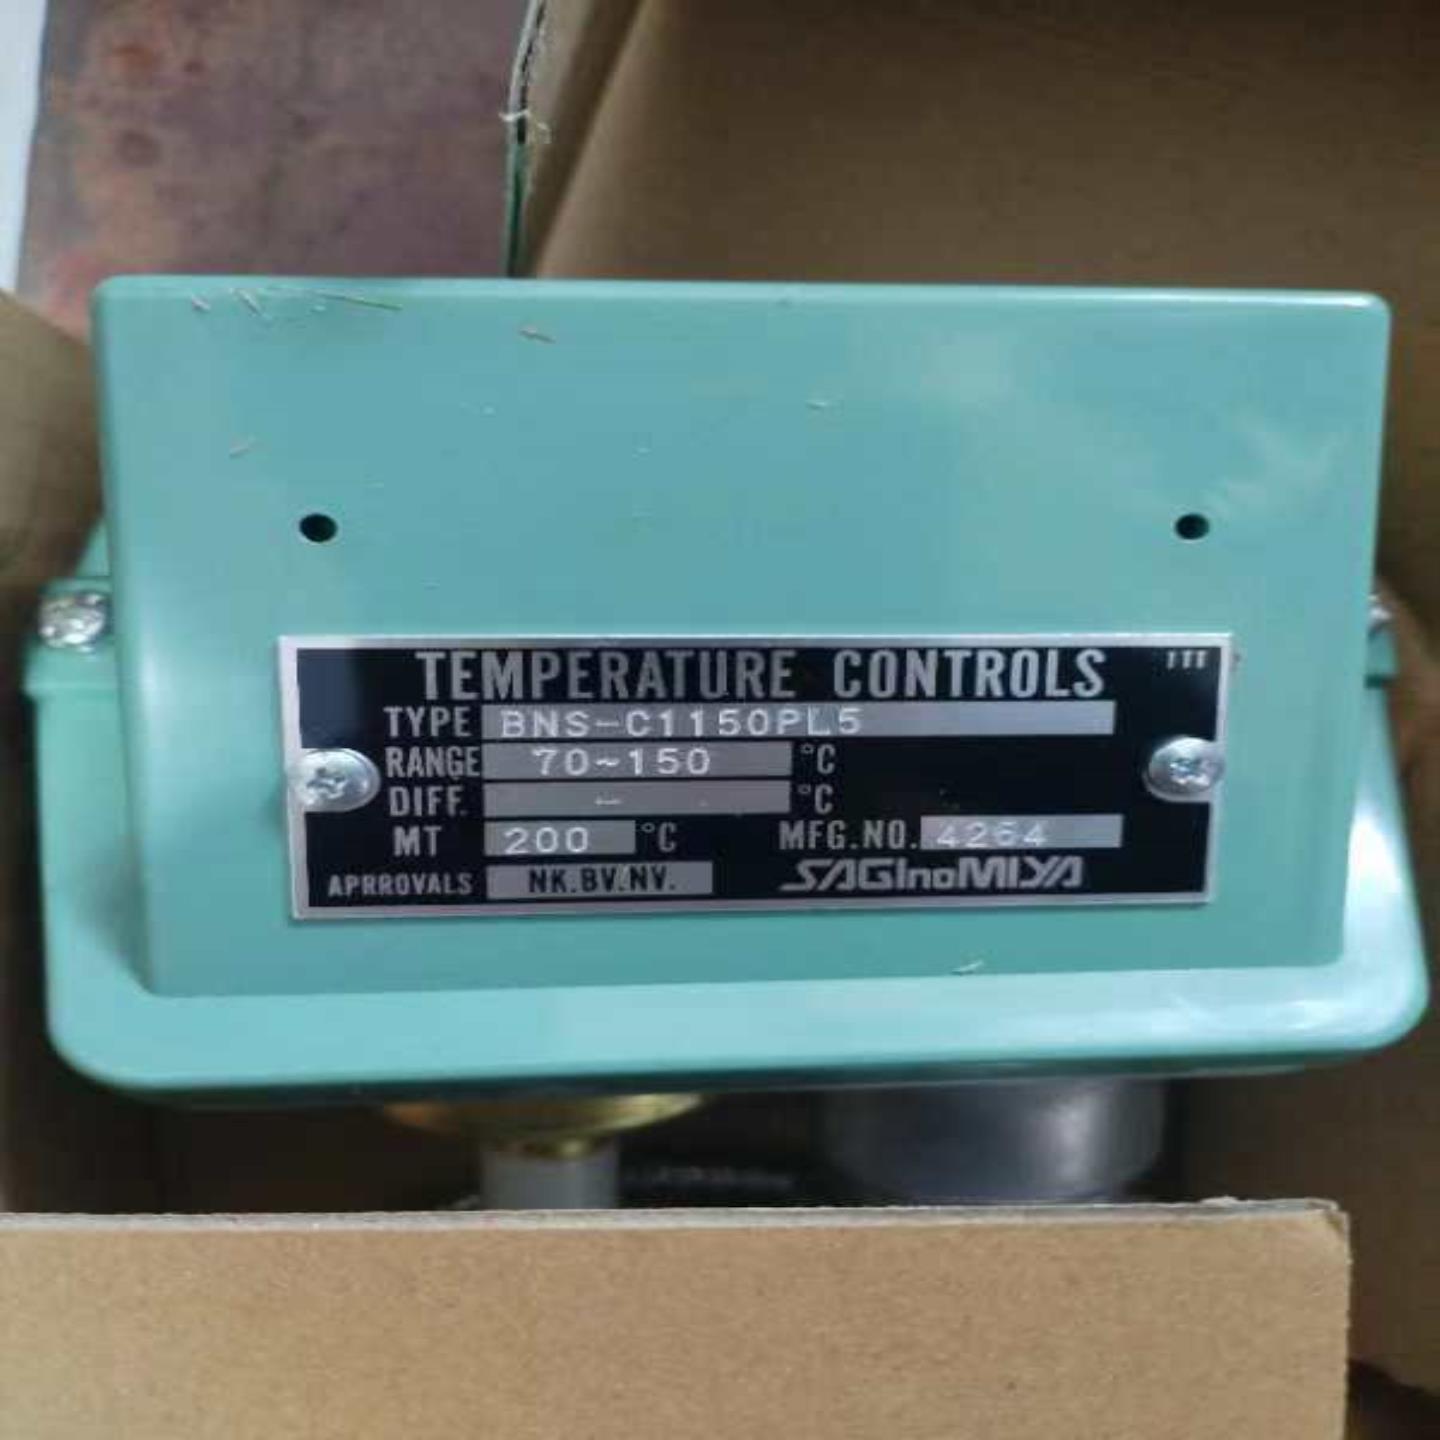 TEMPERATURE CONTROLS
TYPE BNS-C1150PL5
RANGE 70~150 °C
DIFF. - °C
MT 200 °C MFG.NO. 4264
APRROVALS NK.BV.NV. SAGInoMIYA